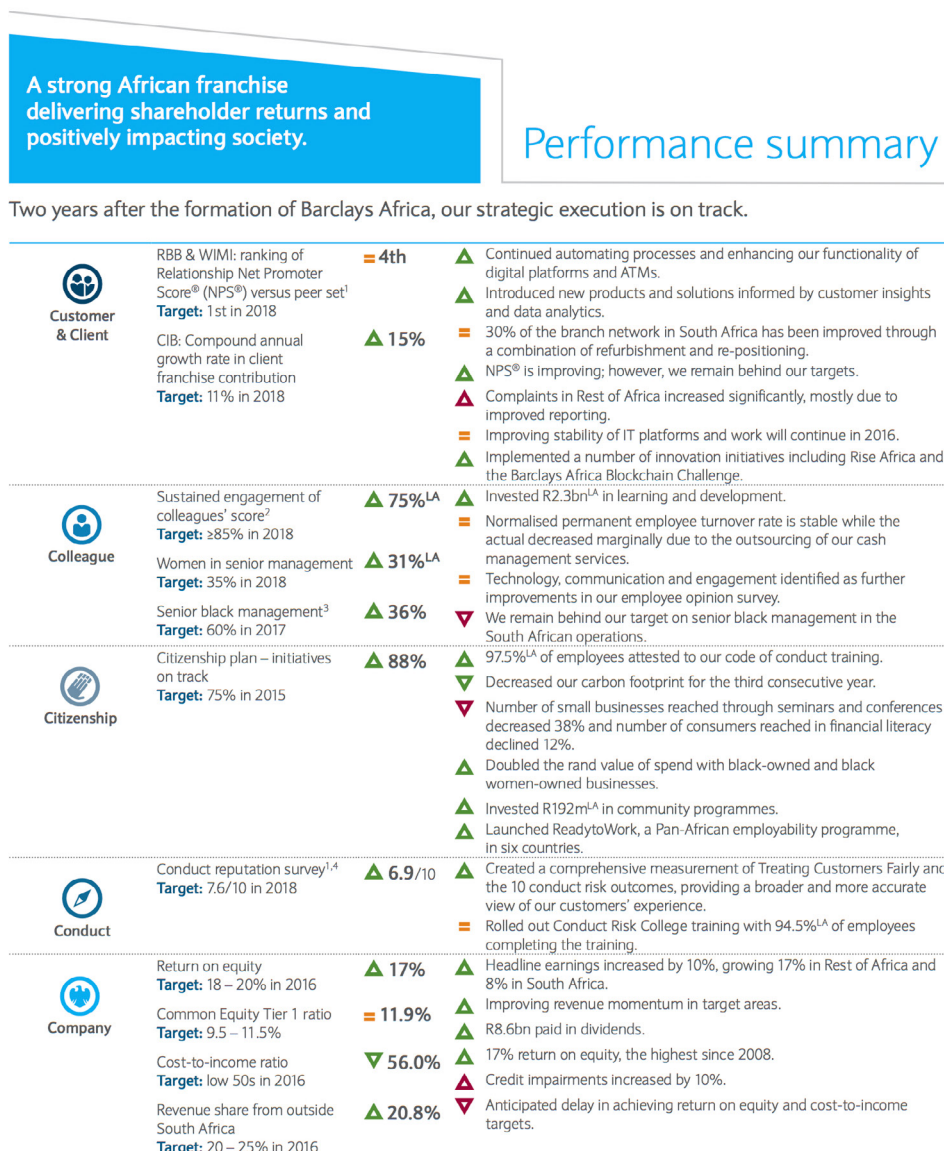 A strong African franchise
delivering shareholder returns and
positively impacting society.
Performance summary
Two years after the formation of Barclays Africa, our strategic execution is on track.
Customer
& Client
RBB & WIMI: ranking of
Relationship Net Promoter
Score® (NPS®) versus peer set¹
Target: 1st in 2018
= 4th
CIB: Compound annual
growth rate in client
franchise contribution
Target: 11% in 2018
15%
Continued automating processes and enhancing our functionality of
digital platforms and ATMs.
Introduced new products and solutions informed by customer insights
and data analytics.
= 30% of the branch network in South Africa has been improved through
a combination of refurbishment and re-positioning.
NPS® is improving; however, we remain behind our targets.
Complaints in Rest of Africa increased significantly, mostly due to
improved reporting.
= Improving stability of IT platforms and work will continue in 2016.
Implemented a number of innovation initiatives including Rise Africa and
the Barclays Africa Blockchain Challenge.
Colleague
Sustained engagement of
colleagues' score²
Target: ≥85% in 2018
75%ᴸᴬ
Women in senior management
Target: 35% in 2018
31%ᴸᴬ
Senior black management³
Target: 60% in 2017
36%
Invested R2.3bnᴸᴬ in learning and development.
= Normalised permanent employee turnover rate is stable while the
actual decreased marginally due to the outsourcing of our cash
management services.
= Technology, communication and engagement identified as further
improvements in our employee opinion survey.
We remain behind our target on senior black management in the
South African operations.
Citizenship
Citizenship plan – initiatives
on track
Target: 75% in 2015
88%
97.5%ᴸᴬ of employees attested to our code of conduct training.
Decreased our carbon footprint for the third consecutive year.
Number of small businesses reached through seminars and conferences
decreased 38% and number of consumers reached in financial literacy
declined 12%.
Doubled the rand value of spend with black-owned and black
women-owned businesses.
Invested R192mᴸᴬ in community programmes.
Launched ReadytoWork, a Pan-African employability programme,
in six countries.
Conduct
Conduct reputation survey¹,⁴
Target: 7.6/10 in 2018
6.9/10
Created a comprehensive measurement of Treating Customers Fairly and
the 10 conduct risk outcomes, providing a broader and more accurate
view of our customers' experience.
= Rolled out Conduct Risk College training with 94.5%ᴸᴬ of employees
completing the training.
Company
Return on equity
Target: 18 – 20% in 2016
17%
Common Equity Tier 1 ratio
Target: 9.5 – 11.5%
= 11.9%
Cost-to-income ratio
Target: low 50s in 2016
56.0%
Revenue share from outside
South Africa
Target: 20 – 25% in 2016
20.8%
Headline earnings increased by 10%, growing 17% in Rest of Africa and
8% in South Africa.
Improving revenue momentum in target areas.
R8.6bn paid in dividends.
17% return on equity, the highest since 2008.
Credit impairments increased by 10%.
Anticipated delay in achieving return on equity and cost-to-income
targets.